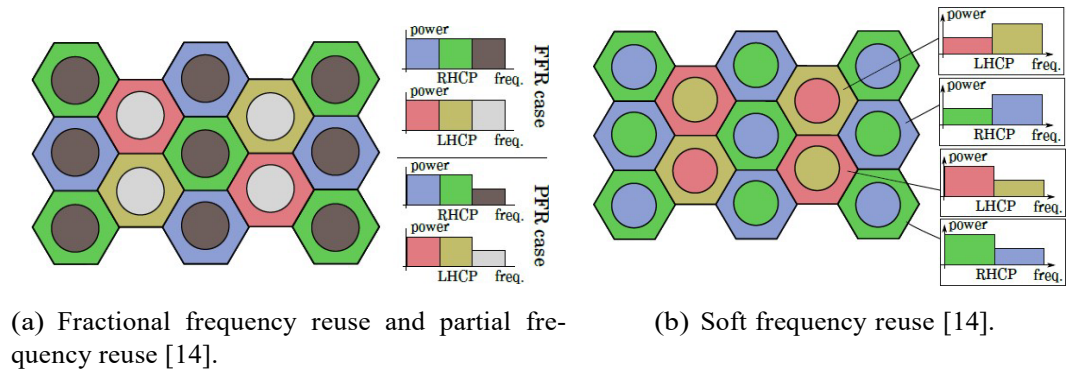 power
RHCP freq.
power
LHCP freq.
FFR case
power
RHCP freq.
power
LHCP freq.
PFR case
power
LHCP freq.
power
RHCP freq.
power
LHCP freq.
power
RHCP freq.
(a) Fractional frequency reuse and partial fre-
quency reuse [14].
(b) Soft frequency reuse [14].